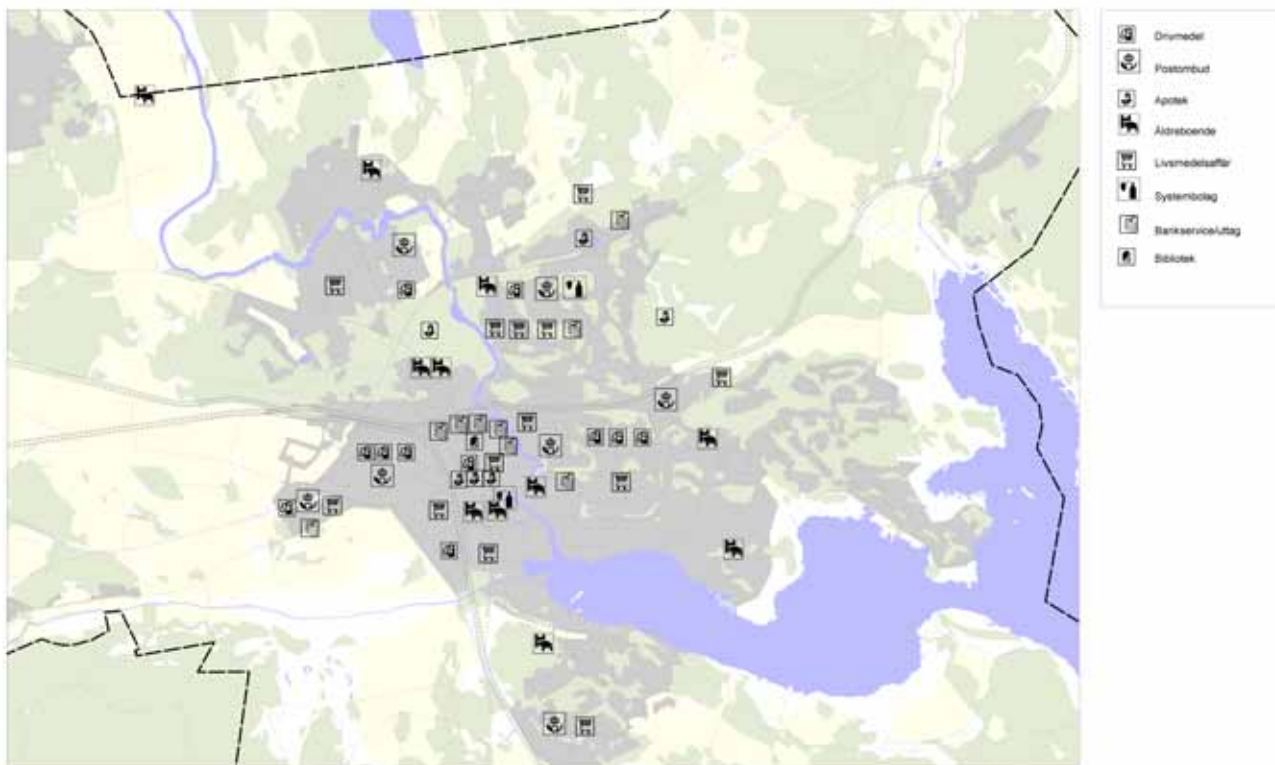 Drivmedel
Postombud
Apotek
Äldreboende
Livsmedelsaffär
Systembolag
Bankservice/uttag
Bibliotek